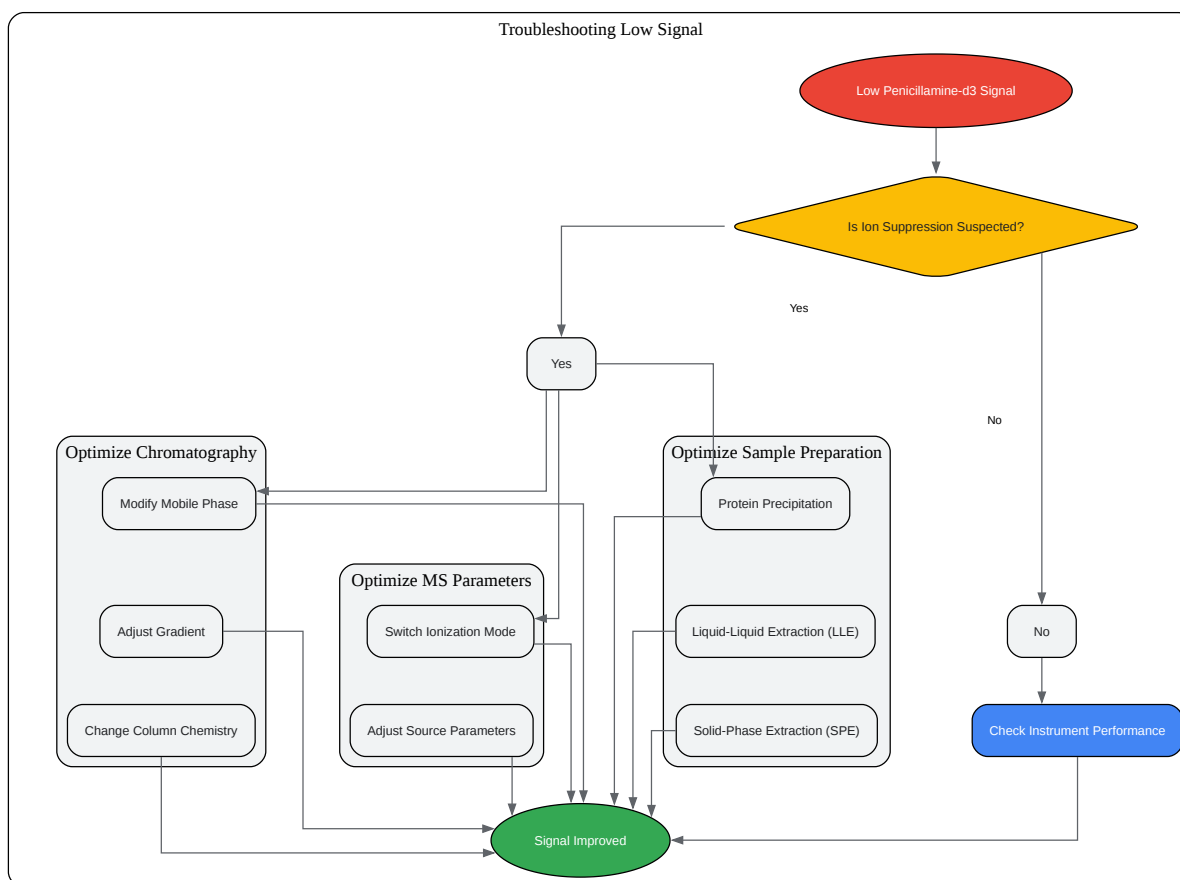 Troubleshooting Low Signal
Low Penicillamine-d3 Signal
Is Ion Suppression Suspected?
Yes
Yes
No
Optimize Chromatography
Modify Mobile Phase
Adjust Gradient
Change Column Chemistry
Optimize MS Parameters
Switch Ionization Mode
Adjust Source Parameters
Optimize Sample Preparation
Protein Precipitation
Liquid-Liquid Extraction (LLE)
Solid-Phase Extraction (SPE)
No
Check Instrument Performance
Signal Improved